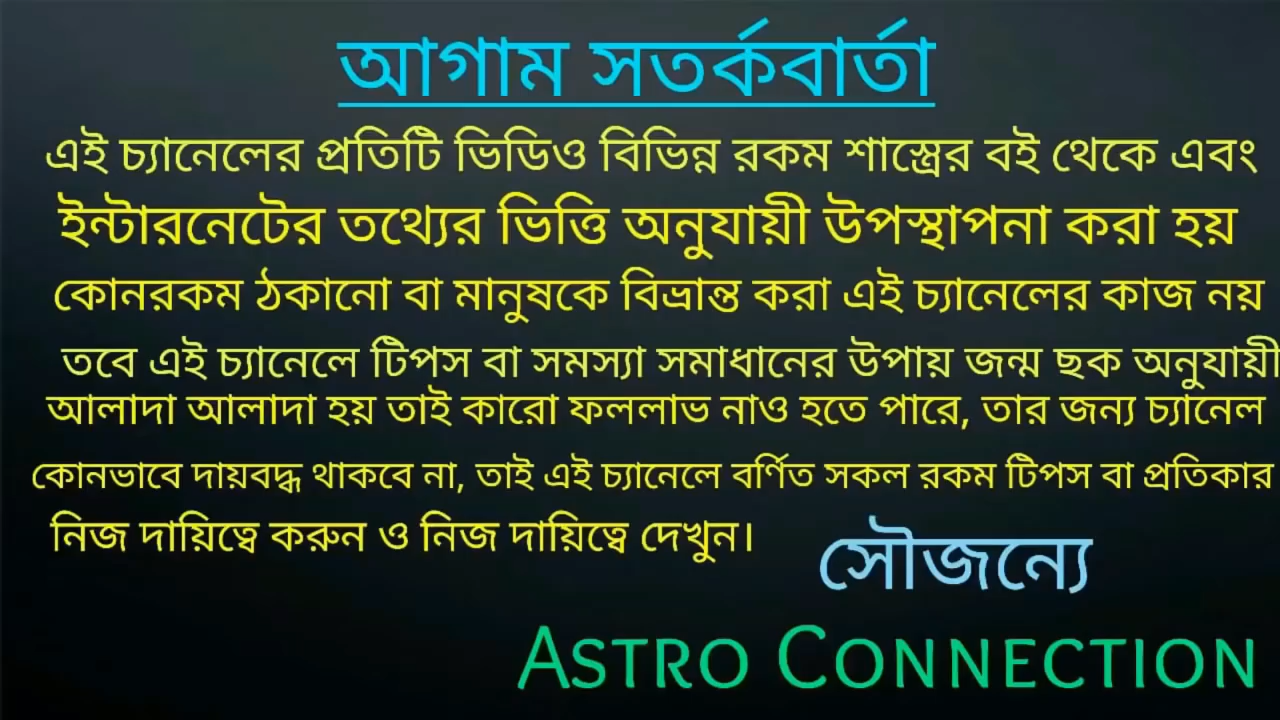 আগাম সতর্কবার্তা
এই চ্যানেলের প্রতিটি ভিডিও বিভিন্ন রকম শাস্ত্রের বই থেকে এবং
ইন্টারনেটের তথ্যের ভিত্তি অনুযায়ী উপস্থাপনা করা হয়
কোনরকম ঠকানো বা মানুষকে বিভ্রান্ত করা এই চ্যানেলের কাজ নয়
তবে এই চ্যানেলে টিপস বা সমস্যা সমাধানের উপায় জন্ম ছক অনুযায়ী
আলাদা আলাদা হয় তাই কারো ফললাভ নাও হতে পারে, তার জন্য চ্যানেল
কোনভাবে দায়বদ্ধ থাকবে না, তাই এই চ্যানেলে বর্ণিত সকল রকম টিপস বা প্রতিকার
নিজ দায়িত্বে করুন ও নিজ দায়িত্বে দেখুন।
সৌজন্যে
ASTRO CONNECTION